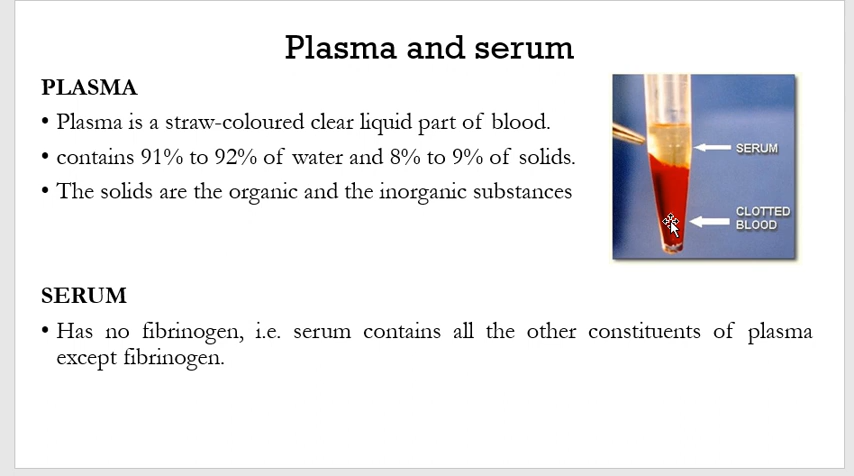 Plasma and serum
PLASMA
• Plasma is a straw-coloured clear liquid part of blood.
• contains 91% to 92% of water and 8% to 9% of solids.
• The solids are the organic and the inorganic substances
SERUM
CLOTTED
BLOOD
SERUM
• Has no fibrinogen, i.e. serum contains all the other constituents of plasma
except fibrinogen.